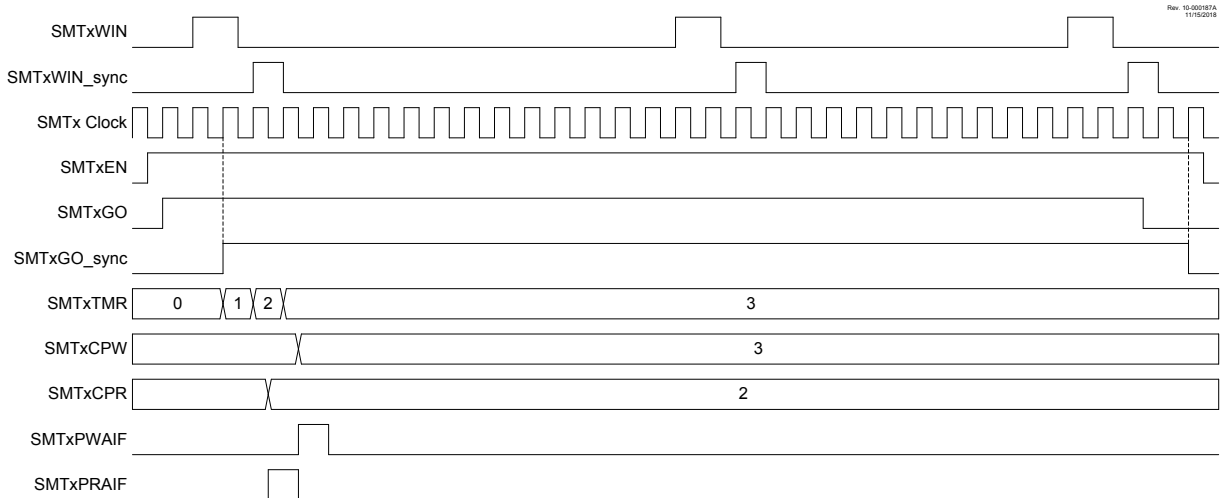 Rev. 10-000187A
11/15/2018
SMTxWIN
SMTxWIN_sync
SMTx Clock
SMTxEN
SMTxGO
SMTxGO_sync
SMTxTMR 0 1 2 3
SMTxCPW 3
SMTxCPR 2
SMTxPWAIF
SMTxPRAIF